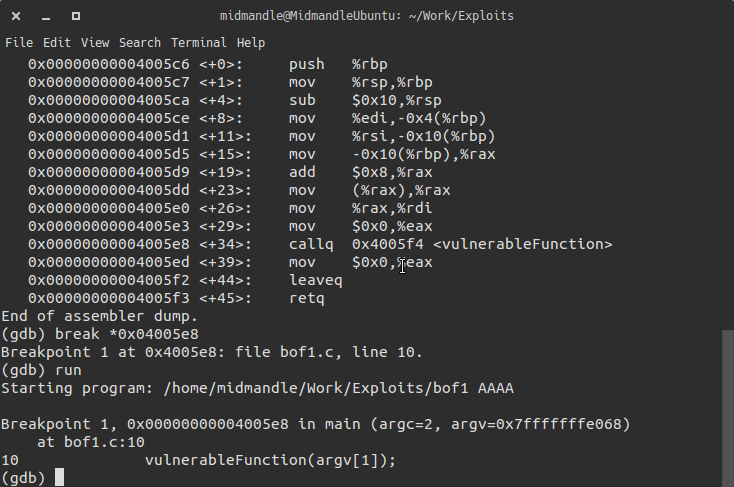 midmandle@MidmandleUbuntu: ~/Work/Exploits
File Edit View Search Terminal Help
0x00000000004005c6 <+0>: push %rbp
0x00000000004005c7 <+1>: mov %rsp,%rbp
0x00000000004005ca <+4>: sub $0x10,%rsp
0x00000000004005ce <+8>: mov %edi,-0x4(%rbp)
0x00000000004005d1 <+11>: mov %rsi,-0x10(%rbp)
0x00000000004005d5 <+15>: mov -0x10(%rbp),%rax
0x00000000004005d9 <+19>: add $0x8,%rax
0x00000000004005dd <+23>: mov (%rax),%rax
0x00000000004005e0 <+26>: mov %rax,%rdi
0x00000000004005e3 <+29>: mov $0x0,%eax
0x00000000004005e8 <+34>: callq 0x4005f4 <vulnerableFunction>
0x00000000004005ed <+39>: mov $0x0,%eax
0x00000000004005f2 <+44>: leaveq
0x00000000004005f3 <+45>: retq
End of assembler dump.
(gdb) break *0x04005e8
Breakpoint 1 at 0x4005e8: file bof1.c, line 10.
(gdb) run
Starting program: /home/midmandle/Work/Exploits/bof1 AAAA
Breakpoint 1, 0x00000000004005e8 in main (argc=2, argv=0x7fffffffe068)
at bof1.c:10
10 vulnerableFunction(argv[1]);
(gdb)